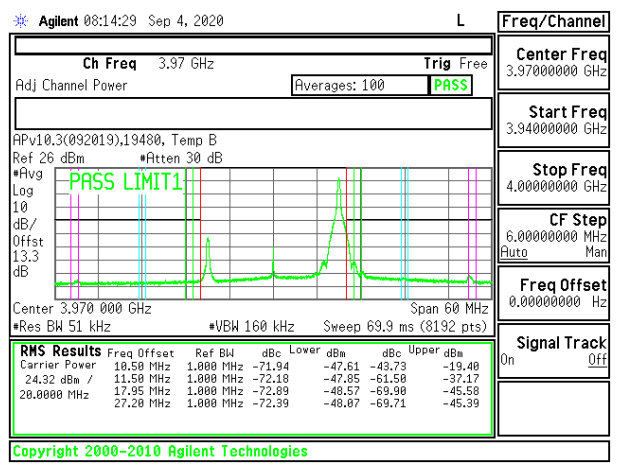 Agilent 08:14:29 Sep 4, 2020 L
Freq/Channel
Ch Freq 3.97 GHz Trig Free
Adj Channel Power Averages: 100 PASS
Center Freq
3.97000000 GHz
Start Freq
3.94000000 GHz
Stop Freq
4.00000000 GHz
CF Step
6.00000000 MHz
Auto Man
Freq Offset
0.00000000 Hz
Signal Track
On Off
APv10.3(092019),19480, Temp B
Ref 26 dBm #Atten 30 dB
#Avg
Log
10
dB/
Offst
13.3
dB
PASS LIMIT1
Center 3.970 000 GHz Span 60 MHz
#Res BW 51 kHz #VBW 160 kHz Sweep 69.9 ms (8192 pts)
RMS Results Freq Offset Ref BW dBc Lower dBm dBc Upper dBm
Carrier Power 10.50 MHz 1.000 MHz -71.94 -47.61 -43.73 -19.40
24.32 dBm / 11.50 MHz 1.000 MHz -72.18 -47.85 -61.50 -37.17
20.0000 MHz 17.95 MHz 1.000 MHz -72.89 -48.57 -69.90 -45.58
27.20 MHz 1.000 MHz -72.39 -48.07 -69.71 -45.39
Copyright 2000-2010 Agilent Technologies